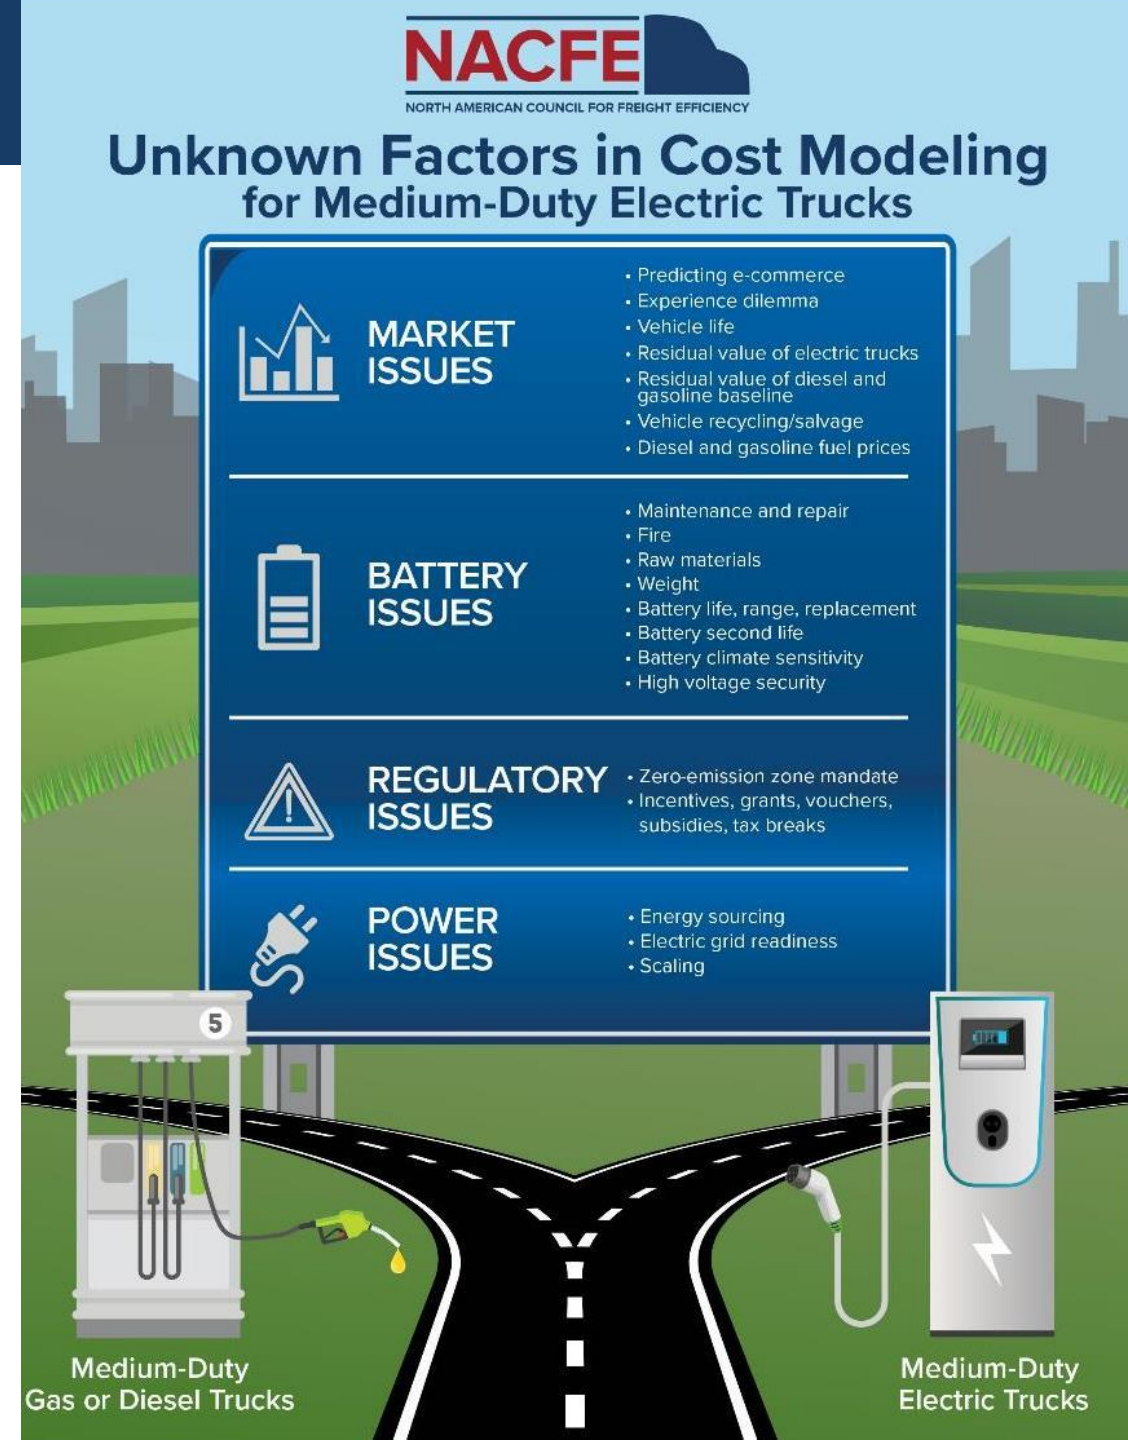 NACFE
NORTH AMERICAN COUNCIL FOR FREIGHT EFFICIENCY
Unknown Factors in Cost Modeling
for Medium-Duty Electric Trucks
MARKET
ISSUES
• Predicting e-commerce
• Experience dilemma
• Vehicle life
• Residual value of electric trucks
• Residual value of diesel and
gasoline baseline
• Vehicle recycling/salvage
• Diesel and gasoline fuel prices
BATTERY
ISSUES
• Maintenance and repair
• Fire
• Raw materials
• Weight
• Battery life, range, replacement
• Battery second life
• Battery climate sensitivity
• High voltage security
REGULATORY
ISSUES
• Zero-emission zone mandate
• Incentives, grants, vouchers,
subsidies, tax breaks
POWER
ISSUES
• Energy sourcing
• Electric grid readiness
• Scaling
5
Medium-Duty
Gas or Diesel Trucks
Medium-Duty
Electric Trucks